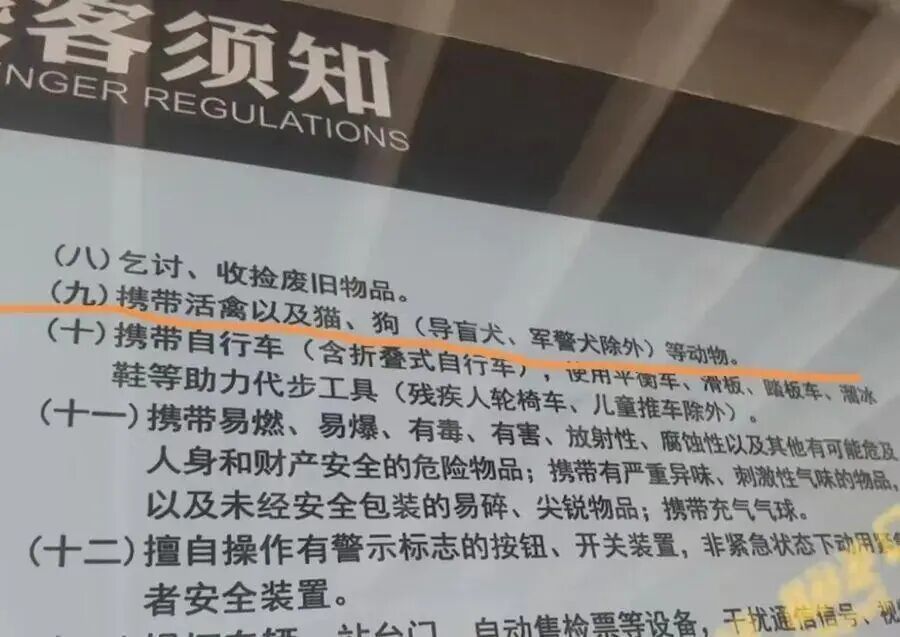 客须知
NGER REGULATIONS
（八）乞讨、收捡废旧物品。
（九）携带活禽以及猫、狗（导盲犬、军警犬除外）等动物。
（十）携带自行车（含折叠式自行车），使用平衡车、滑板、踏板车、溜冰
鞋等助力代步工具（残疾人轮椅车、儿童推车除外）。
（十一）携带易燃、易爆、有毒、有害、放射性、腐蚀性以及其他有可能危及
人身和财产安全的危险物品；携带有严重异味、刺激性气味的物品，
以及未经安全包装的易碎、尖锐物品；携带充气气球。
（十二）擅自操作有警示标志的按钮、开关装置，非紧急状态下动用
者安全装置。
车辆、站台门、自动售检票等设备，干扰通信信号、视